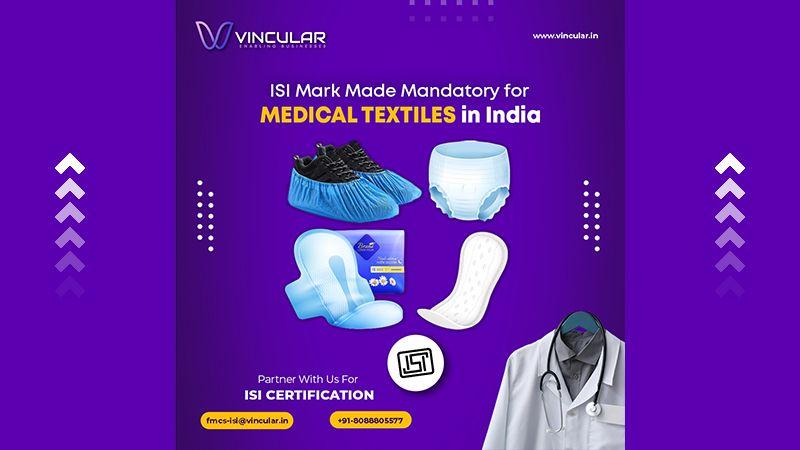 VINCULAR
ENABLING BUSINESSES
www.vincular.in
ISI Mark Made Mandatory for
MEDICAL TEXTILES in India
ISI
Partner With Us For
ISI CERTIFICATION
fmcs-isi@vincular.in
+91-8088805577